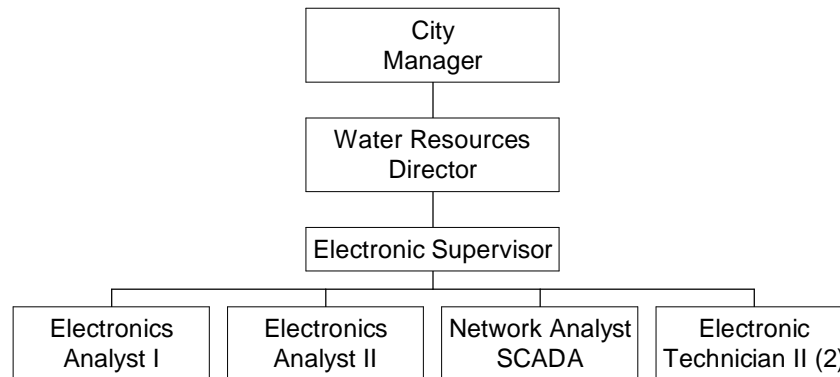 City
Manager
Water Resources
Director
Electronic Supervisor
Electronics
Analyst I
Electronics
Analyst II
Network Analyst
SCADA
Electronic
Technician II (2)